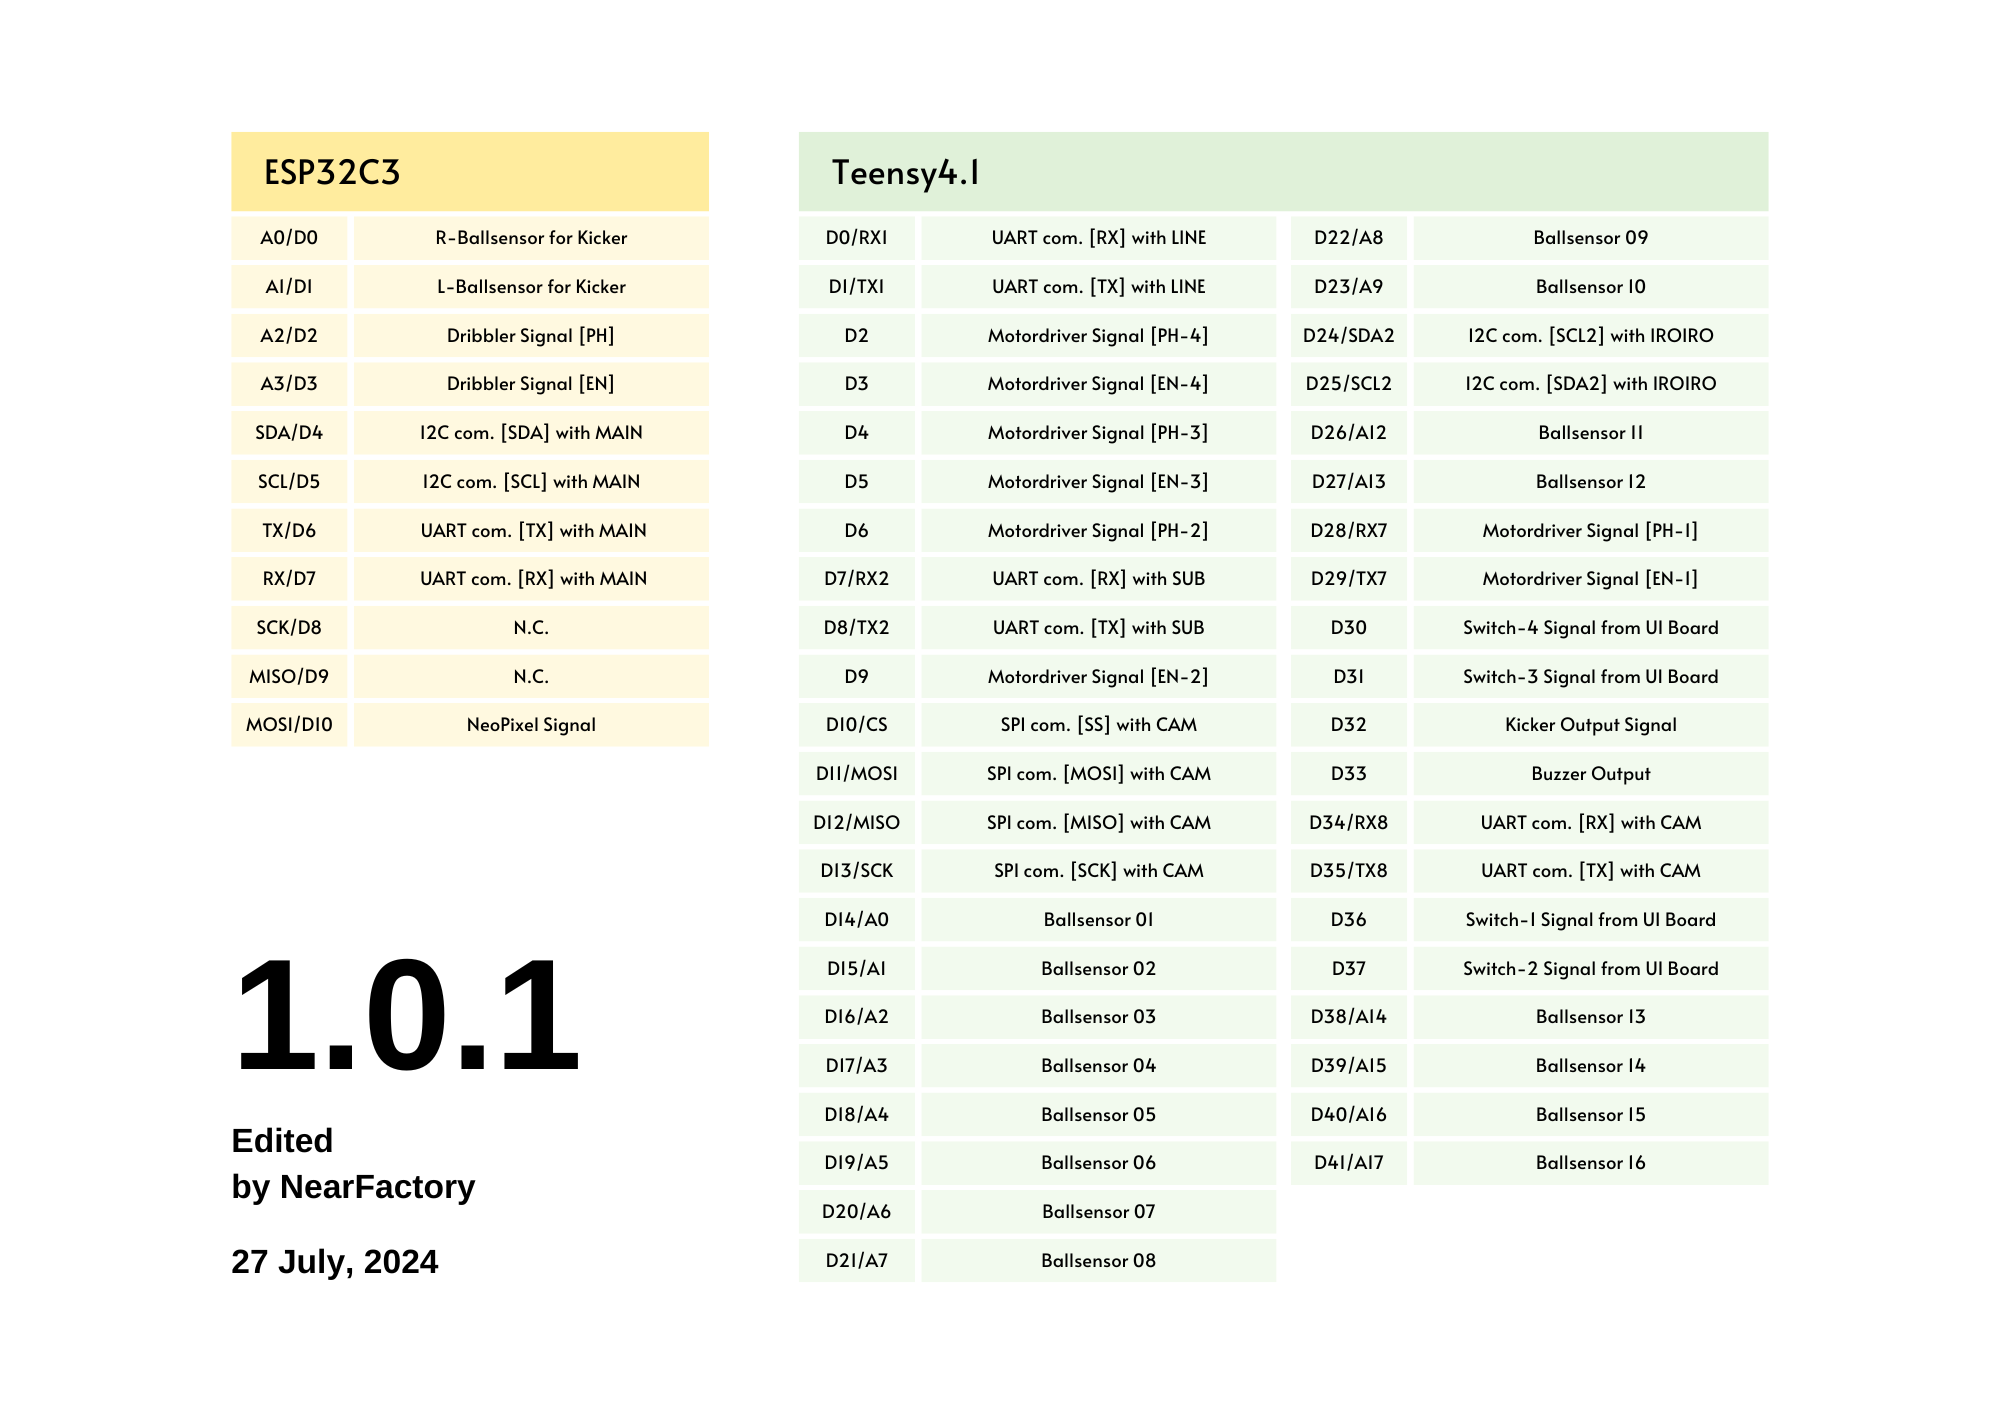 ESP32C3
A0/D0 R-Ballsensor for Kicker
A1/D1 L-Ballsensor for Kicker
A2/D2 Dribbler Signal [PH]
A3/D3 Dribbler Signal [EN]
SDA/D4 I2C com. [SDA] with MAIN
SCL/D5 I2C com. [SCL] with MAIN
TX/D6 UART com. [TX] with MAIN
RX/D7 UART com. [RX] with MAIN
SCK/D8 N.C.
MISO/D9 N.C.
MOSI/D10 NeoPixel Signal
1.0.1
Edited
by NearFactory
27 July, 2024
Teensy4.1
D0/RX1 UART com. [RX] with LINE
D1/TX1 UART com. [TX] with LINE
D2 Motordriver Signal [PH-4]
D3 Motordriver Signal [EN-4]
D4 Motordriver Signal [PH-3]
D5 Motordriver Signal [EN-3]
D6 Motordriver Signal [PH-2]
D7/RX2 UART com. [RX] with SUB
D8/TX2 UART com. [TX] with SUB
D9 Motordriver Signal [EN-2]
D10/CS SPI com. [SS] with CAM
D11/MOSI SPI com. [MOSI] with CAM
D12/MISO SPI com. [MISO] with CAM
D13/SCK SPI com. [SCK] with CAM
D14/A0 Ballsensor 01
D15/A1 Ballsensor 02
D16/A2 Ballsensor 03
D17/A3 Ballsensor 04
D18/A4 Ballsensor 05
D19/A5 Ballsensor 06
D20/A6 Ballsensor 07
D21/A7 Ballsensor 08
D22/A8 Ballsensor 09
D23/A9 Ballsensor 10
D24/SDA2 I2C com. [SCL2] with IROIRO
D25/SCL2 I2C com. [SDA2] with IROIRO
D26/A12 Ballsensor 11
D27/A13 Ballsensor 12
D28/RX7 Motordriver Signal [PH-1]
D29/TX7 Motordriver Signal [EN-1]
D30 Switch-4 Signal from UI Board
D31 Switch-3 Signal from UI Board
D32 Kicker Output Signal
D33 Buzzer Output
D34/RX8 UART com. [RX] with CAM
D35/TX8 UART com. [TX] with CAM
D36 Switch-1 Signal from UI Board
D37 Switch-2 Signal from UI Board
D38/A14 Ballsensor 13
D39/A15 Ballsensor 14
D40/A16 Ballsensor 15
D41/A17 Ballsensor 16